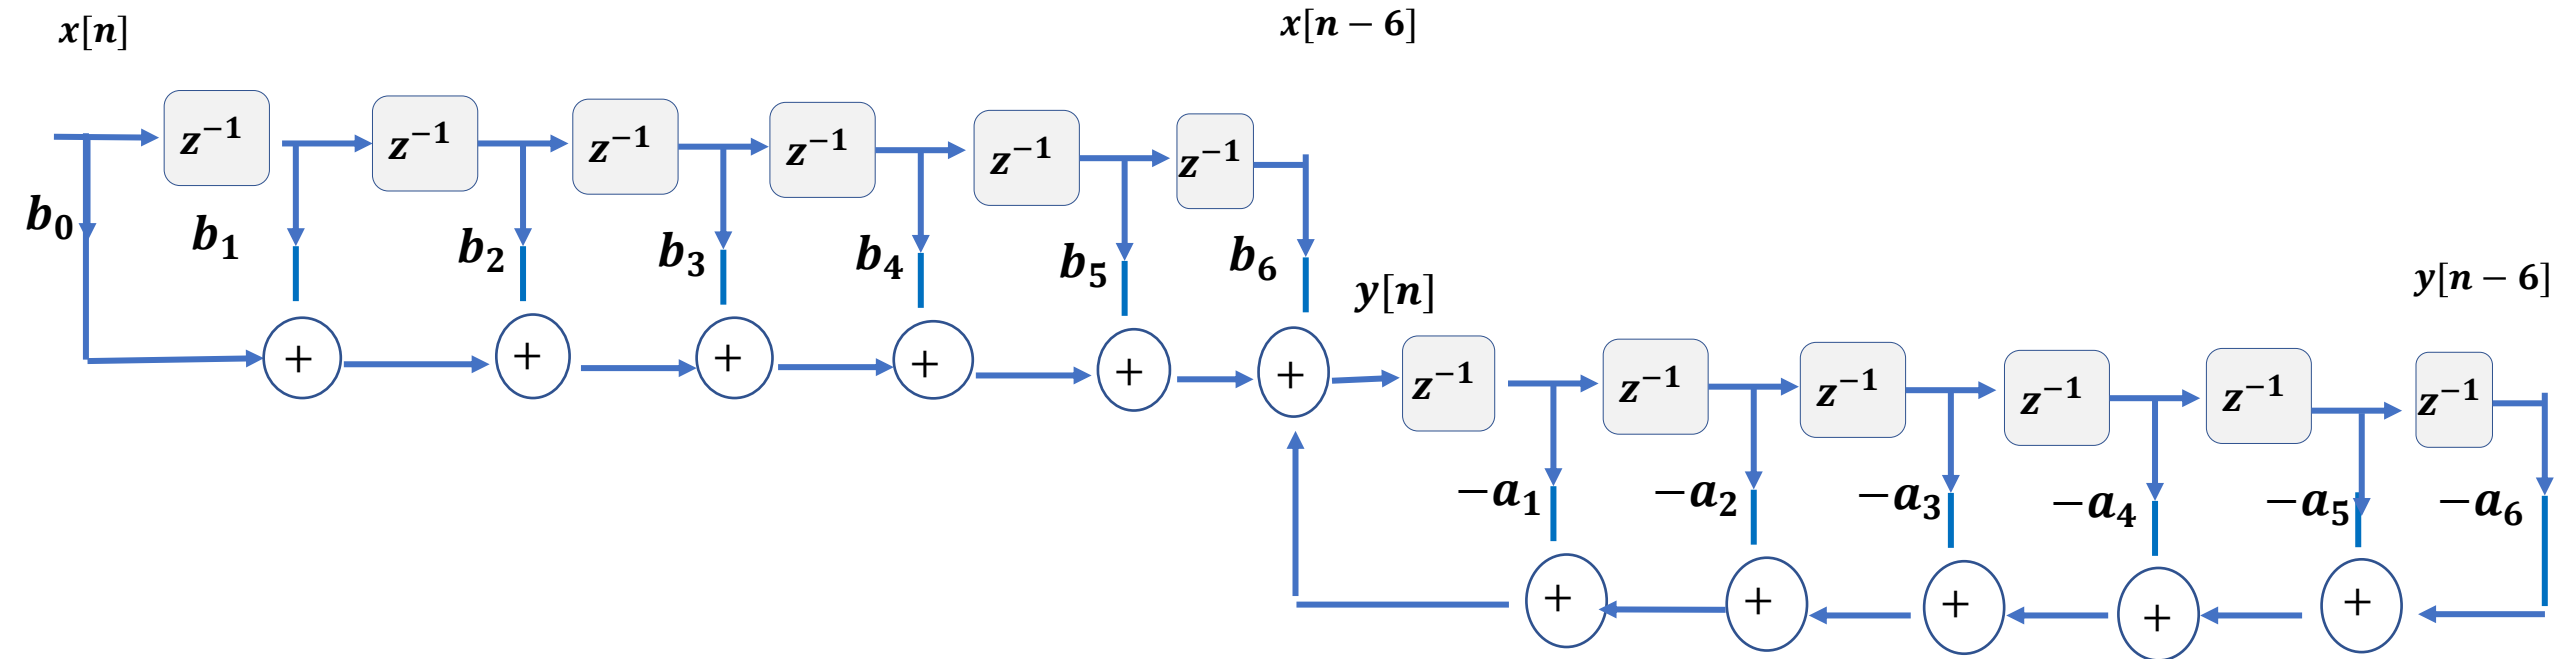 x[n]
x[n − 6]
z⁻¹ z⁻¹ z⁻¹ z⁻¹ z⁻¹ z⁻¹
b₀ b₁ b₂ b₃ b₄ b₅ b₆
y[n]
y[n − 6]
+ + + + + +
z⁻¹ z⁻¹ z⁻¹ z⁻¹ z⁻¹ z⁻¹
−a₁ −a₂ −a₃ −a₄ −a₅ −a₆
+ + + + +